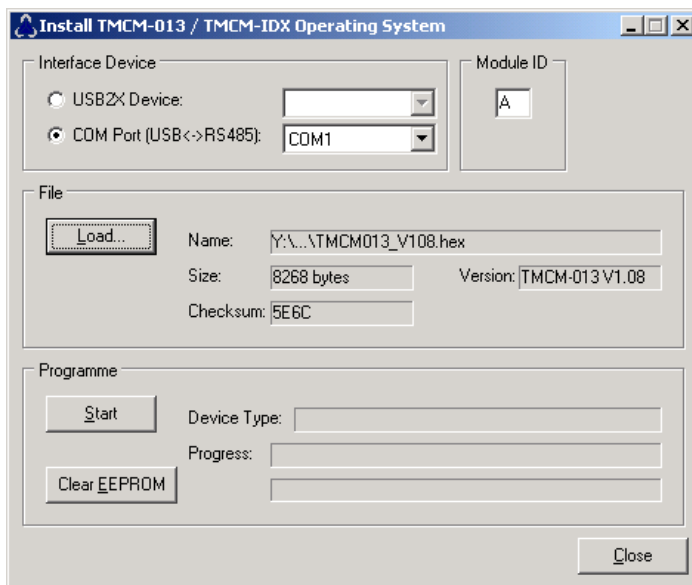 Install TMCM-013 / TMCM-IDX Operating System
Interface Device
Module ID
USB2X Device:
A
COM Port (USB<->RS485): COM1
File
Load...
Name: Y:\...\TMCM013_V108.hex
Size: 8268 bytes Version: TMCM-013 V1.08
Checksum: 5E6C
Programme
Start
Device Type:
Progress:
Clear EEPROM
Close